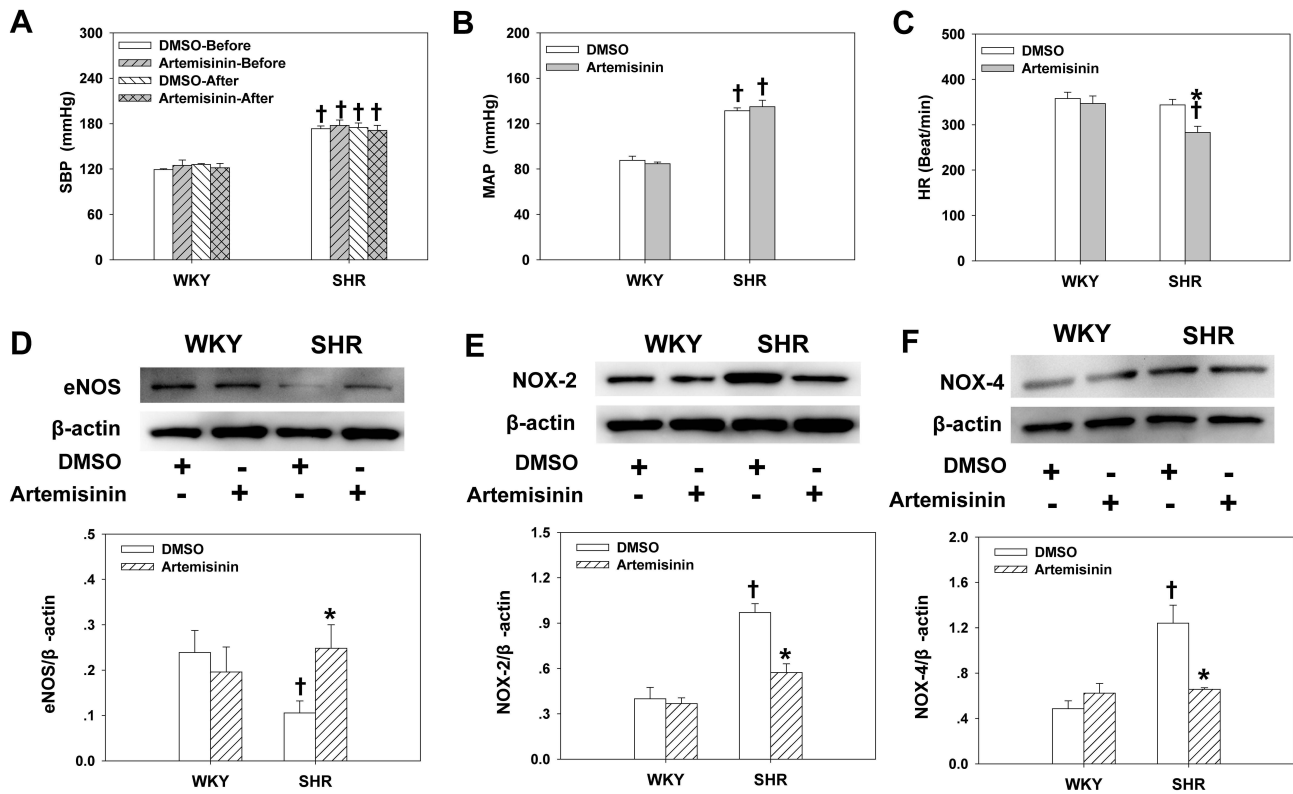 A
SBP (mmHg)
300
240
180
120
60
0
DMSO-Before
Artemisinin-Before
DMSO-After
Artemisinin-After
† † † †
WKY SHR
B
MAP (mmHg)
200
160
120
80
40
0
DMSO
Artemisinin
† †
WKY SHR
C
HR (Beat/min)
500
400
300
200
100
0
DMSO
Artemisinin
*
†
WKY SHR
D
WKY SHR
eNOS
β-actin
DMSO + - + -
Artemisinin - + - +
eNOS/β -actin
.5
.4
.3
.2
.1
0.0
DMSO
Artemisinin
† *
WKY SHR
E
WKY SHR
NOX-2
β-actin
DMSO + - + -
Artemisinin - + - +
NOX-2/β -actin
1.5
1.2
.9
.6
.3
0.0
DMSO
Artemisinin
† *
WKY SHR
F
WKY SHR
NOX-4
β-actin
DMSO + - + -
Artemisinin - + - +
NOX-4/β -actin
2.0
1.6
1.2
.8
.4
0.0
DMSO
Artemisinin
† *
WKY SHR